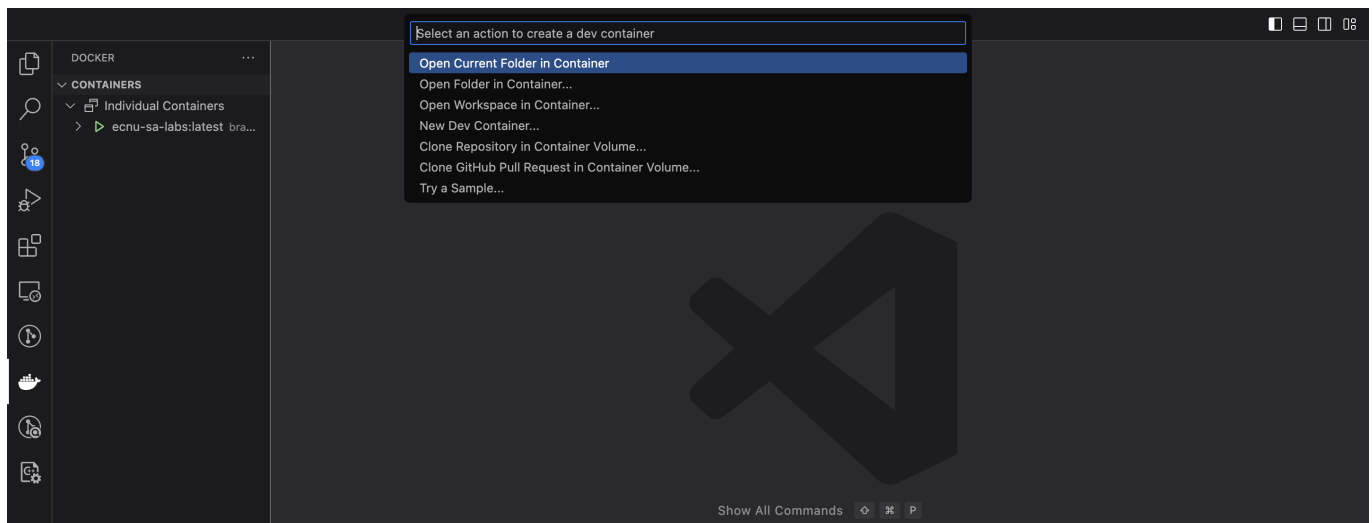 Select an action to create a dev container
Open Current Folder in Container
Open Folder in Container...
Open Workspace in Container...
New Dev Container...
Clone Repository in Container Volume...
Clone GitHub Pull Request in Container Volume...
Try a Sample...
DOCKER
CONTAINERS
Individual Containers
ecnu-sa-labs:latest bra...
18
Show All Commands ⇧ ⌘ P